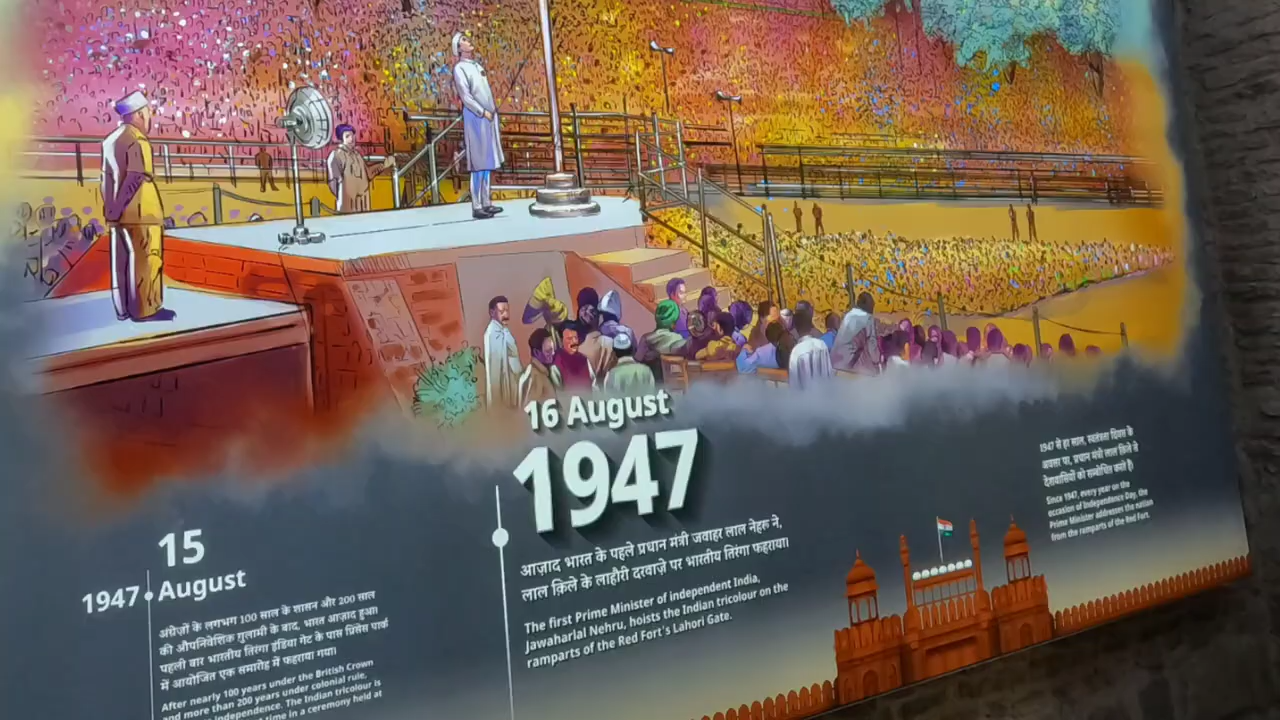 16 August
1947
आज़ाद भारत के पहले प्रधान मंत्री जवाहर लाल नेहरू ने,
लाल क़िले के लाहौरी दरवाज़े पर भारतीय तिरंगा फहराया।
The first Prime Minister of independent India,
Jawaharlal Nehru, hoists the Indian tricolour on the
ramparts of the Red Fort's Lahori Gate.
15
August
1947
अंग्रेज़ों के लगभग 100 साल के शासन और 200 साल
की औपनिवेशिक ग़ुलामी के बाद, भारत आज़ाद हुआ।
पहली बार भारतीय तिरंगा इंडिया गेट के पास प्रिंसेस पार्क
में आयोजित एक समारोह में फहराया गया।
After nearly 100 years under the British Crown
and more than 200 years under colonial rule,
independence. The Indian tricolour is
time in a ceremony held at
1947 से हर साल, स्वतंत्रता दिवस के
अवसर पर, प्रधान मंत्री लाल क़िले से
देशवासियों को सम्बोधित करते हैं।
Since 1947, every year on the
occasion of Independence Day, the
Prime Minister addresses the nation
from the ramparts of the Red Fort.